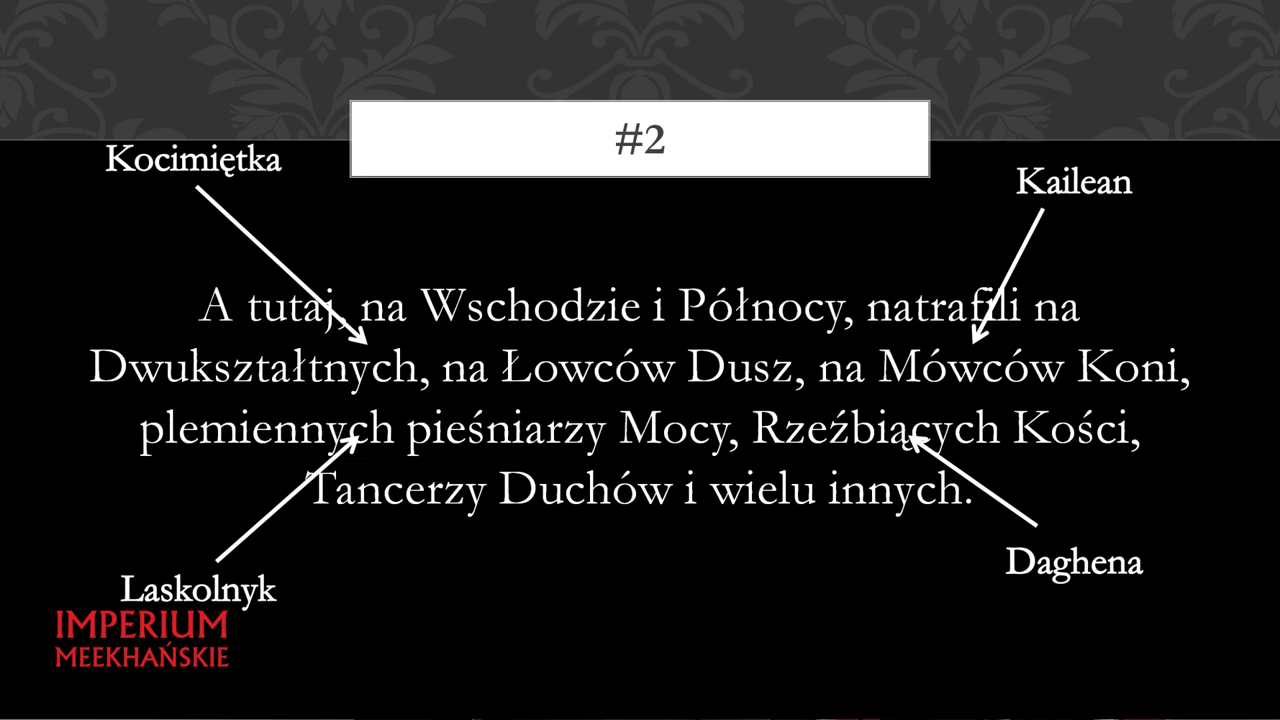 #2
Kocimiętka
Kailean
A tutaj, na Wschodzie i Północy, natrafili na
Dwukształtnych, na Łowców Dusz, na Mówców Koni,
plemiennych pieśniarzy Mocy, Rzeźbiących Kości,
Tancerzy Duchów i wielu innych.
Daghena
Laskolnyk
IMPERIUM
MEEKHAŃSKIE